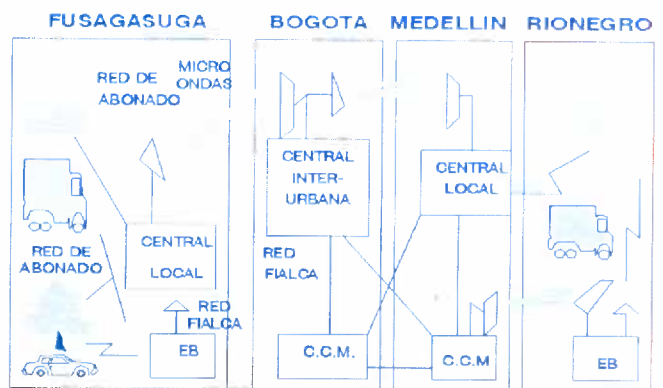 FUSAGASUGA
BOGOTA
MEDELLIN
RIONEGRO
RED DE
ABONADO
MICRO
ONDAS
CENTRAL
LOCAL
RED DE
ABONADO
RED
FIALCA
EB
CENTRAL
INTER-
URBANA
RED
FIALCA
C.C.M.
CENTRAL
LOCAL
C.C.M
EB